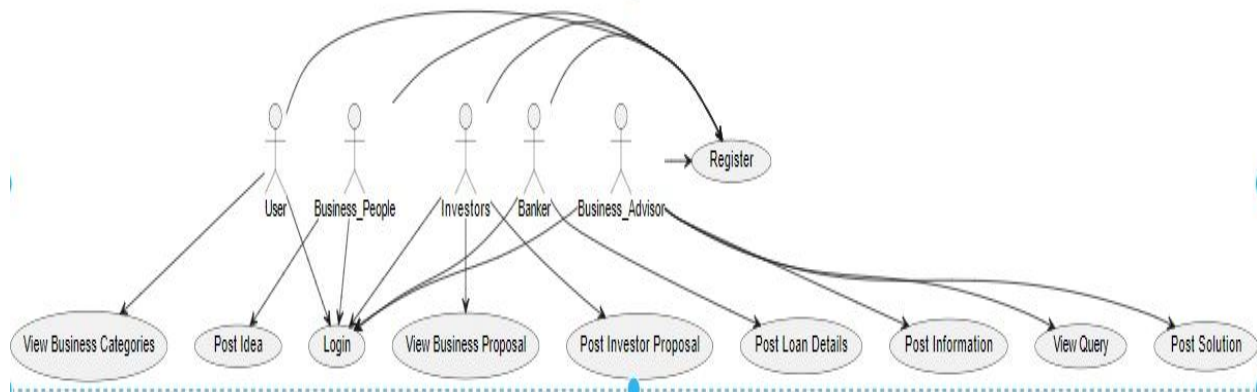 Register
User
Business_People
Investors
Banker
Business_Advisor
View Business Categories
Post Idea
Login
View Business Proposal
Post Investor Proposal
Post Loan Details
Post Information
View Query
Post Solution